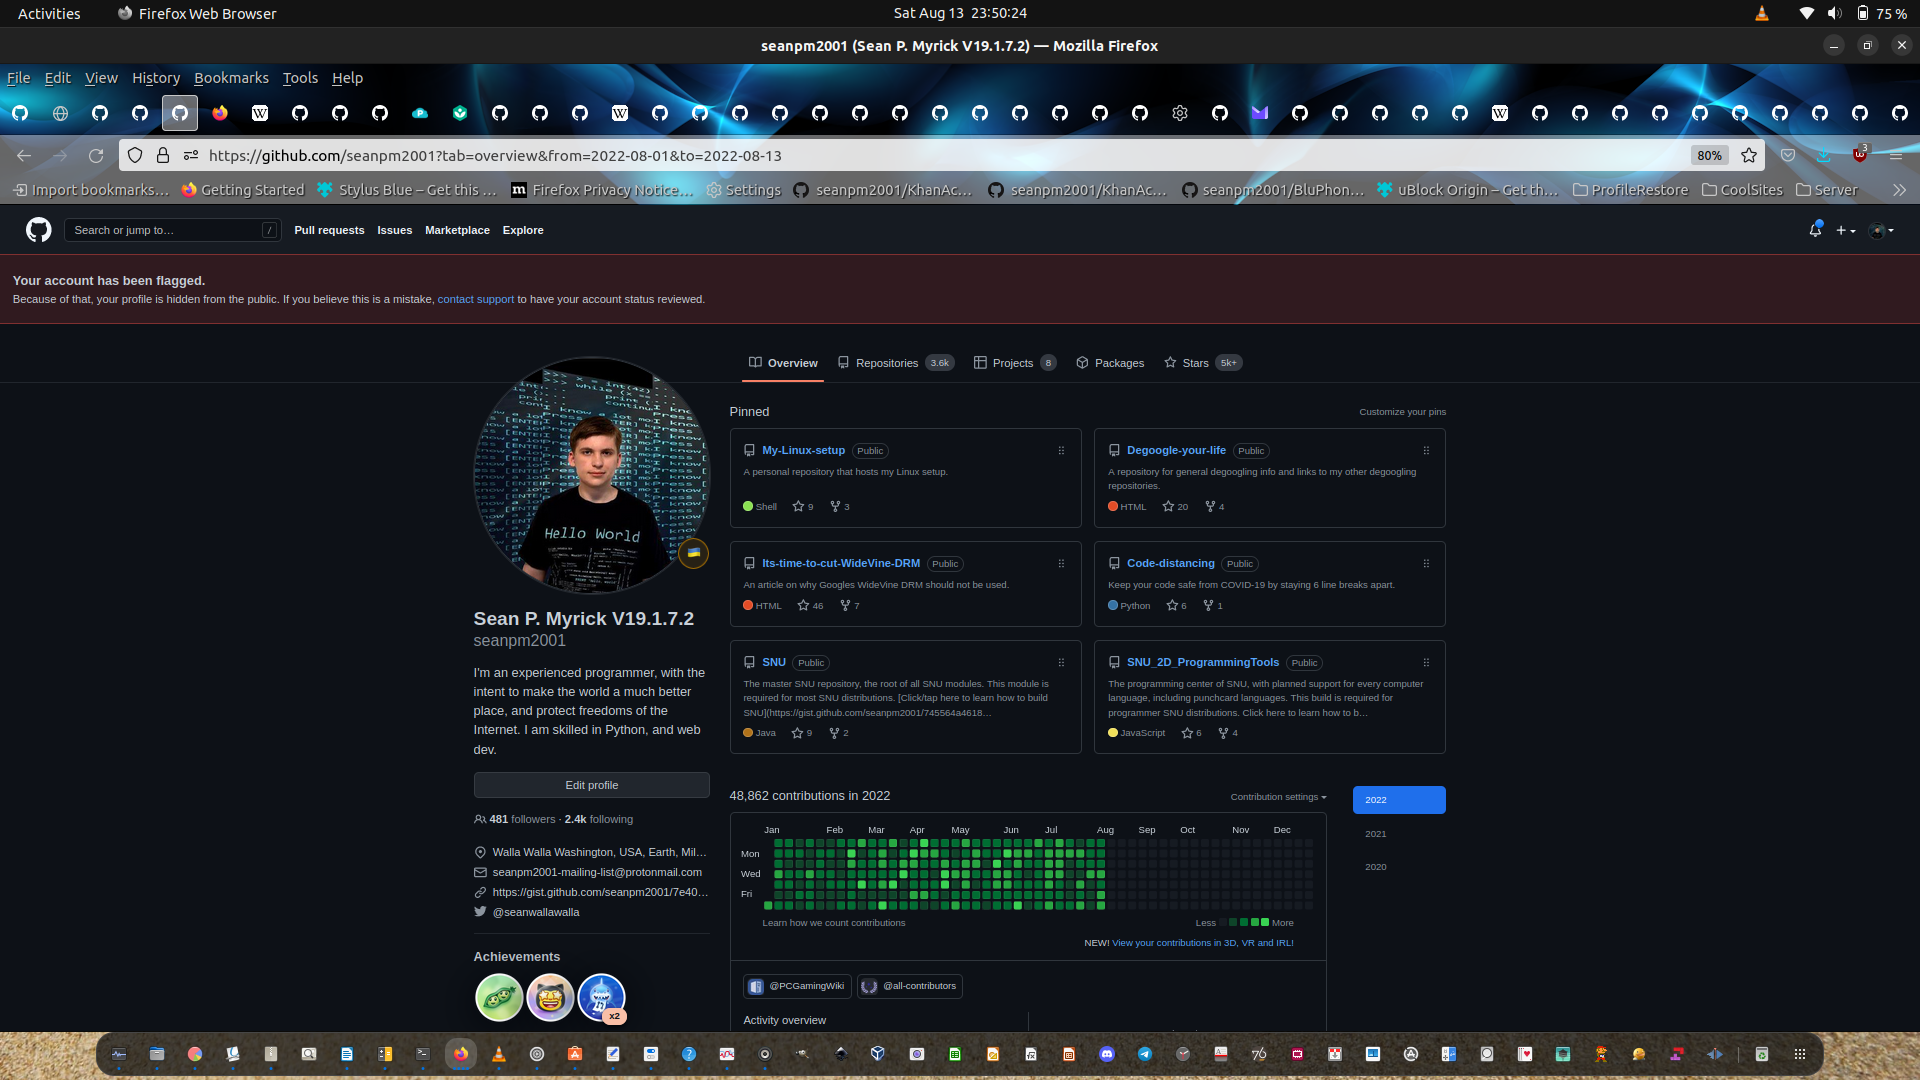 Activities
Firefox Web Browser
Sat Aug 13 23:50:24
75 %
seanpm2001 (Sean P. Myrick V19.1.7.2) — Mozilla Firefox
File Edit View History Bookmarks Tools Help
https://github.com/seanpm2001?tab=overview&from=2022-08-01&to=2022-08-13
80%
3
Import bookmarks…
Getting Started
Stylus Blue – Get this …
Firefox Privacy Notice…
Settings
seanpm2001/KhanAc…
seanpm2001/KhanAc…
seanpm2001/BluPhon…
uBlock Origin – Get th…
ProfileRestore
CoolSites
Server
Search or jump to…
/
Pull requests
Issues
Marketplace
Explore
Your account has been flagged.
Because of that, your profile is hidden from the public. If you believe this is a mistake, contact support to have your account status reviewed.
Overview
Repositories 3.6k
Projects 8
Packages
Stars 5k+
Hello World
Sean P. Myrick V19.1.7.2
seanpm2001
I'm an experienced programmer, with the
intent to make the world a much better
place, and protect freedoms of the
Internet. I am skilled in Python, and web
dev.
Edit profile
481 followers · 2.4k following
Walla Walla Washington, USA, Earth, Mil…
seanpm2001-mailing-list@protonmail.com
https://gist.github.com/seanpm2001/7e40…
@seanwallawalla
Achievements
x2
Pinned
Customize your pins
My-Linux-setup Public
A personal repository that hosts my Linux setup.
Shell 9 3
Degoogle-your-life Public
A repository for general degoogling info and links to my other degoogling
repositories.
HTML 20 4
Its-time-to-cut-WideVine-DRM Public
An article on why Googles WideVine DRM should not be used.
HTML 46 7
Code-distancing Public
Keep your code safe from COVID-19 by staying 6 line breaks apart.
Python 6 1
SNU Public
The master SNU repository, the root of all SNU modules. This module is
required for most SNU distributions. [Click/tap here to learn how to build
SNU](https://gist.github.com/seanpm2001/745564a4618…
Java 9 2
SNU_2D_ProgrammingTools Public
The programming center of SNU, with planned support for every computer
language, including punchcard languages. This build is required for
programmer SNU distributions. Click here to learn how to b…
JavaScript 6 4
48,862 contributions in 2022
Contribution settings
2022
2021
2020
Jan Feb Mar Apr May Jun Jul Aug Sep Oct Nov Dec
Mon
Wed
Fri
Learn how we count contributions
Less More
NEW! View your contributions in 3D, VR and IRL!
@PCGamingWiki
@all-contributors
Activity overview